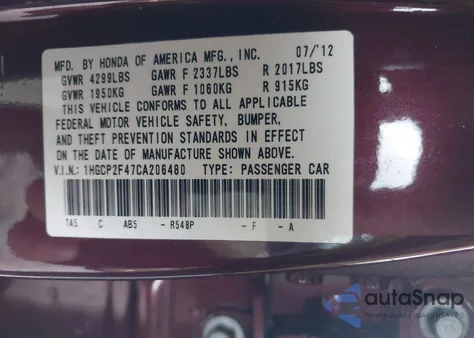 MFD. BY HONDA OF AMERICA MFG., INC. 07/12
GVWR 4299LBS GAWR F 2337LBS R 2017LBS
GVWR 1950KG GAWR F 1060KG R 915KG
THIS VEHICLE CONFORMS TO ALL APPLICABLE
FEDERAL MOTOR VEHICLE SAFETY, BUMPER,
AND THEFT PREVENTION STANDARDS IN EFFECT
ON THE DATE OF MANUFACTURE SHOWN ABOVE.
V.I.N.: 1HGCP2F47CA206480 TYPE: PASSENGER CAR
TA5 C AB5 - R548P - F - A
autoSnap